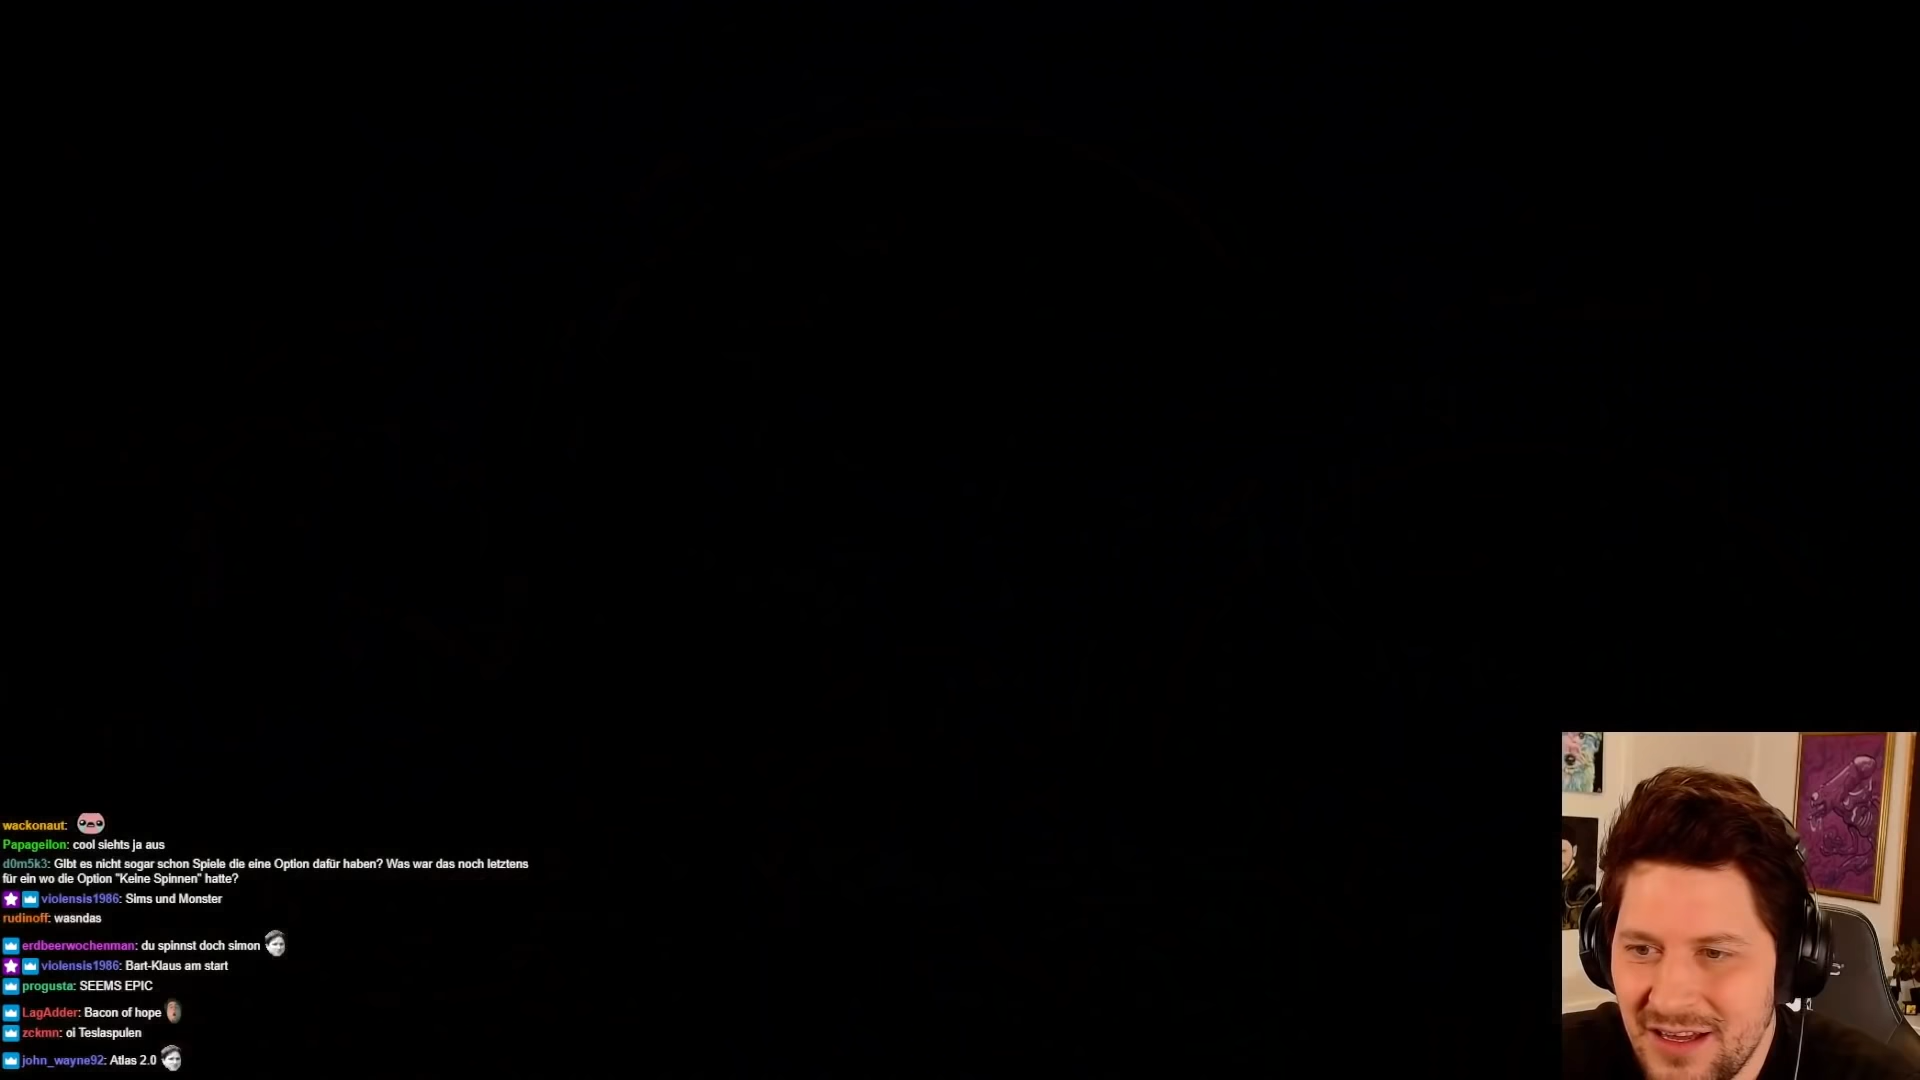 wackonaut:
Papagellon: cool siehts ja aus
d0m5k3: GIbt es nicht sogar schon Spiele die eine Option dafür haben? Was war das noch letztens
für ein wo die Option "Keine Spinnen" hatte?
violensis1986: Sims und Monster
rudinoff: wasndas
erdbeerwochenman: du spinnst doch simon
violensis1986: Bart-Klaus am start
progusta: SEEMS EPIC
LagAdder: Bacon of hope
zckmn: oi Teslaspulen
john_wayne92: Atlas 2.0